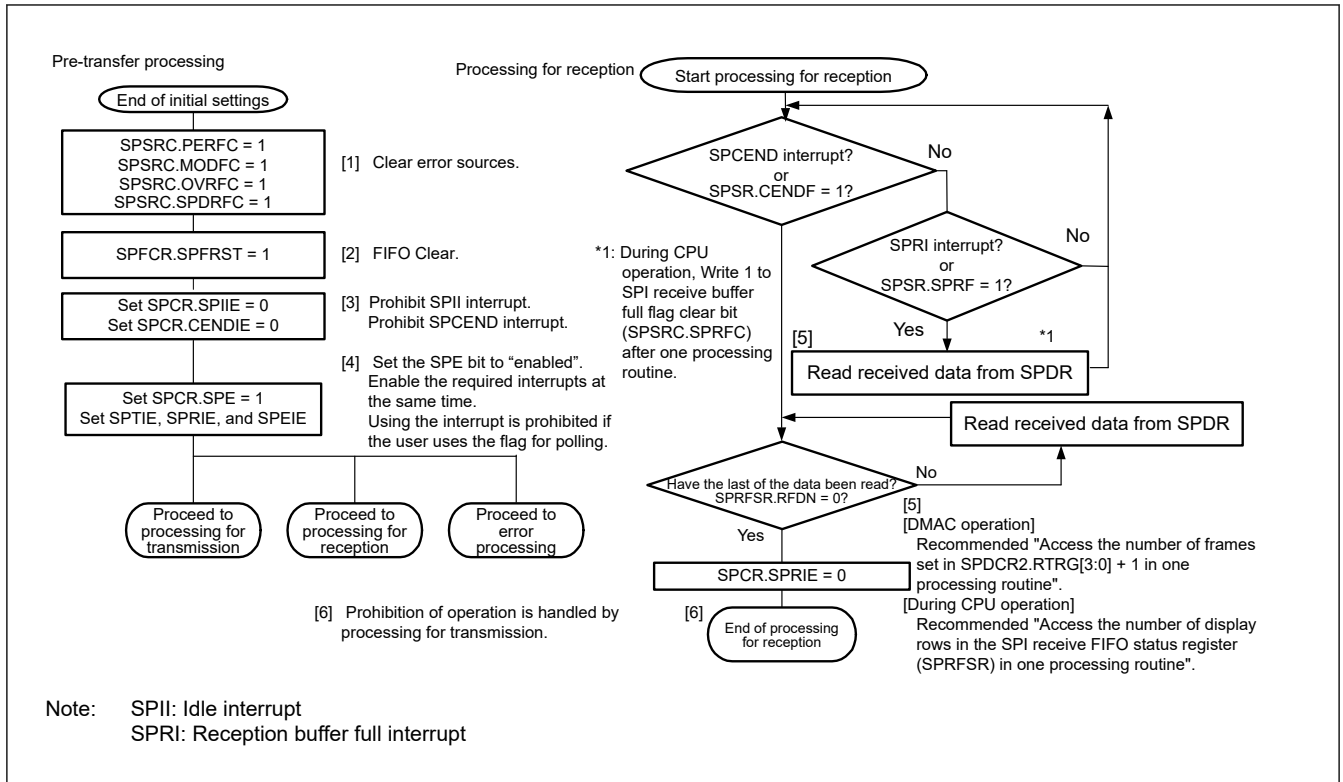 Pre-transfer processing
End of initial settings
SPSRC.PERFC = 1
SPSRC.MODFC = 1
SPSRC.OVRFC = 1
SPSRC.SPDRFC = 1
[1] Clear error sources.
SPFCR.SPFRST = 1
[2] FIFO Clear.
Set SPCR.SPIIE = 0
Set SPCR.CENDIE = 0
[3] Prohibit SPII interrupt.
Prohibit SPCEND interrupt.
Set SPCR.SPE = 1
Set SPTIE, SPRIE, and SPEIE
[4] Set the SPE bit to “enabled”.
Enable the required interrupts at
the same time.
Using the interrupt is prohibited if
the user uses the flag for polling.
Proceed to
processing for
transmission
Proceed to
processing for
reception
Proceed to
error
processing
[6] Prohibition of operation is handled by
processing for transmission.
Processing for reception
Start processing for reception
SPCEND interrupt?
or
SPSR.CENDF = 1?
No
SPRI interrupt?
or
SPSR.SPRF = 1?
No
Yes
*1: During CPU
operation, Write 1 to
SPI receive buffer
full flag clear bit
(SPSRC.SPRFC)
after one processing
routine.
[5]
*1
Read received data from SPDR
Read received data from SPDR
Have the last of the data been read?
SPRFSR.RFDN = 0?
No
Yes
[5]
[DMAC operation]
Recommended "Access the number of frames
set in SPDCR2.RTRG[3:0] + 1 in one
processing routine".
[During CPU operation]
Recommended "Access the number of display
rows in the SPI receive FIFO status register
(SPRFSR) in one processing routine".
SPCR.SPRIE = 0
[6]
End of processing
for reception
Note: SPII: Idle interrupt
SPRI: Reception buffer full interrupt